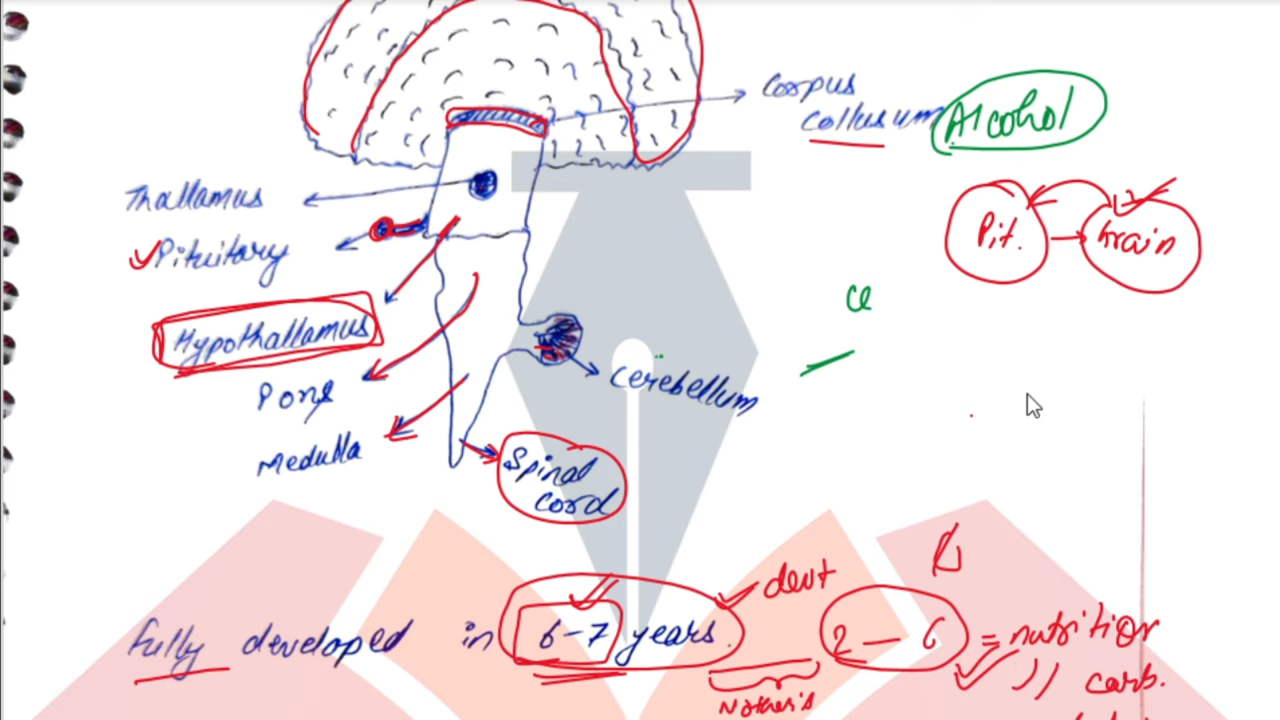 Corpus
Collusum Alcohol
Thallamus
Pituitary
Pit. brain
Hypothallamus
ce
Pons
Cerebellum
Medulla
Spinal
cord
devt
fully developed in 6-7 years. 2 — 6 = nutrition
)) carb.